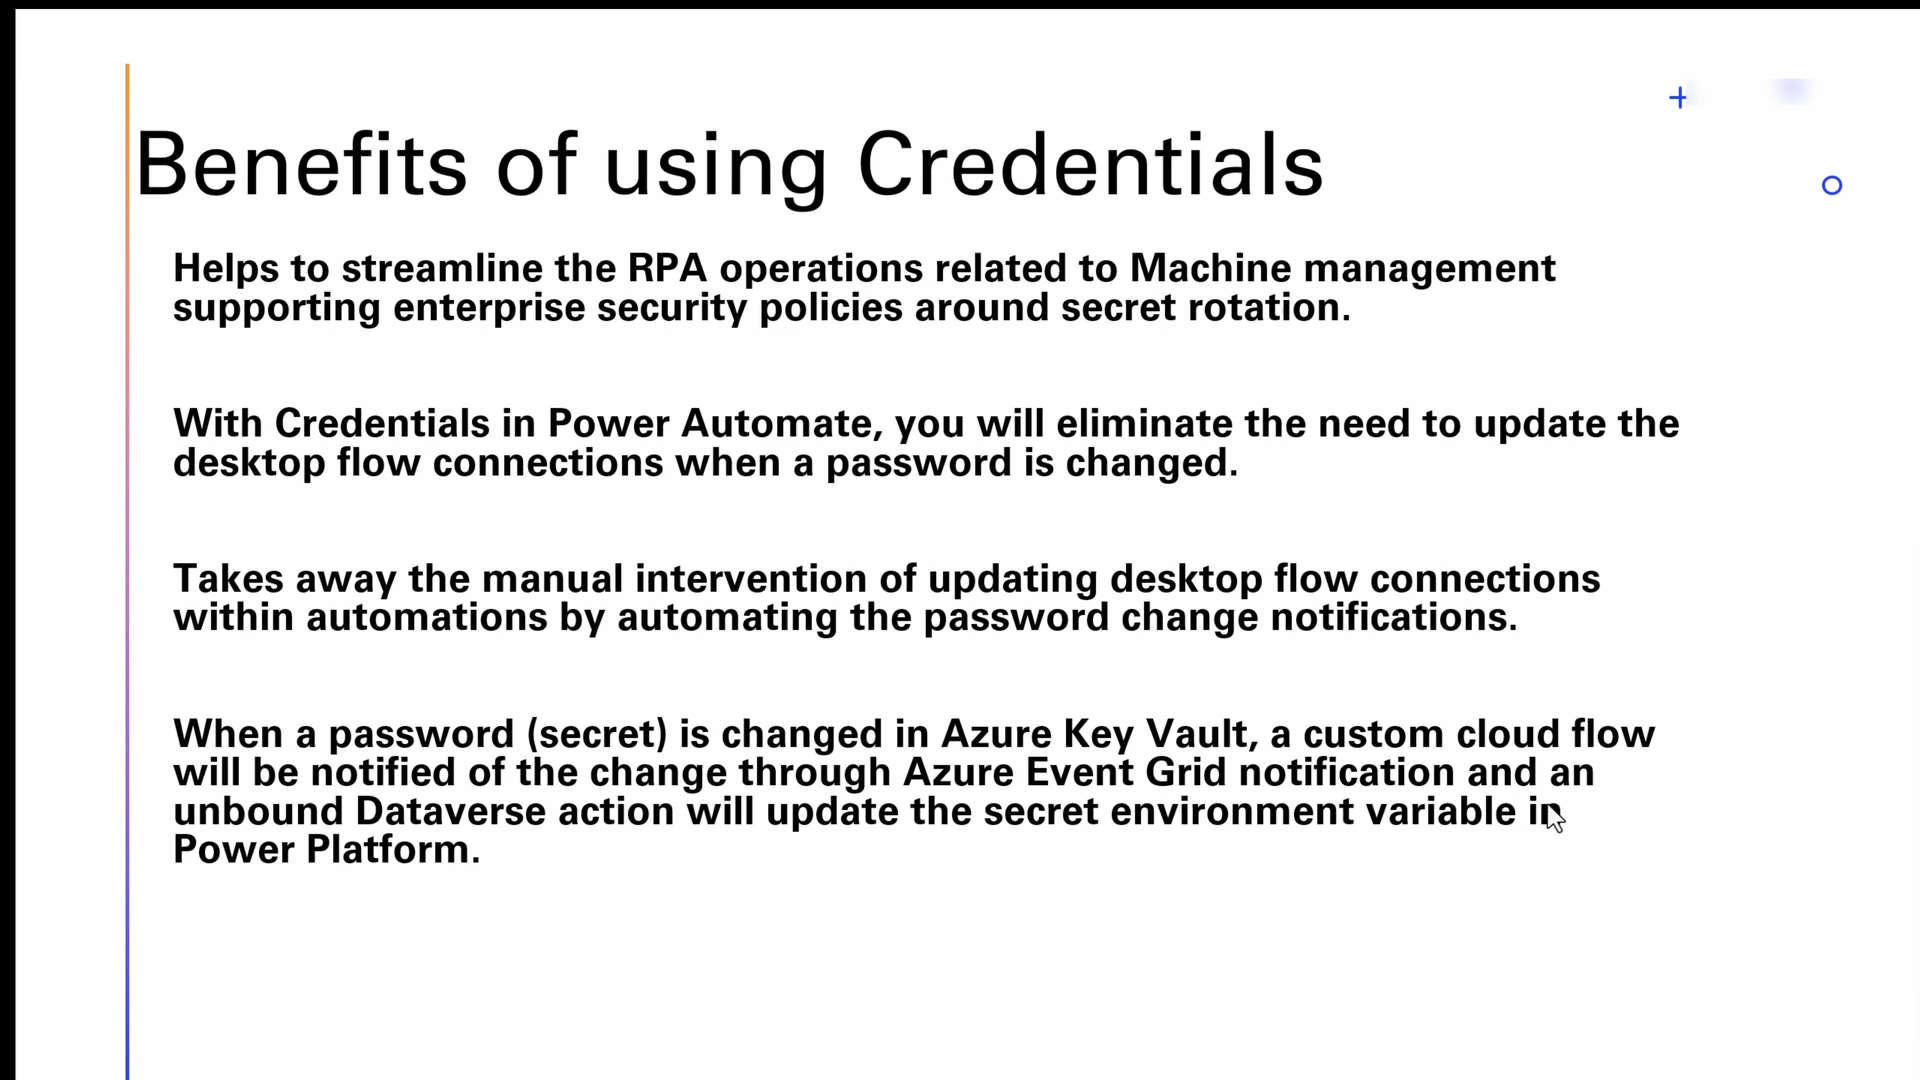 Benefits of using Credentials
Helps to streamline the RPA operations related to Machine management
supporting enterprise security policies around secret rotation.
With Credentials in Power Automate, you will eliminate the need to update the
desktop flow connections when a password is changed.
Takes away the manual intervention of updating desktop flow connections
within automations by automating the password change notifications.
When a password (secret) is changed in Azure Key Vault, a custom cloud flow
will be notified of the change through Azure Event Grid notification and an
unbound Dataverse action will update the secret environment variable in
Power Platform.